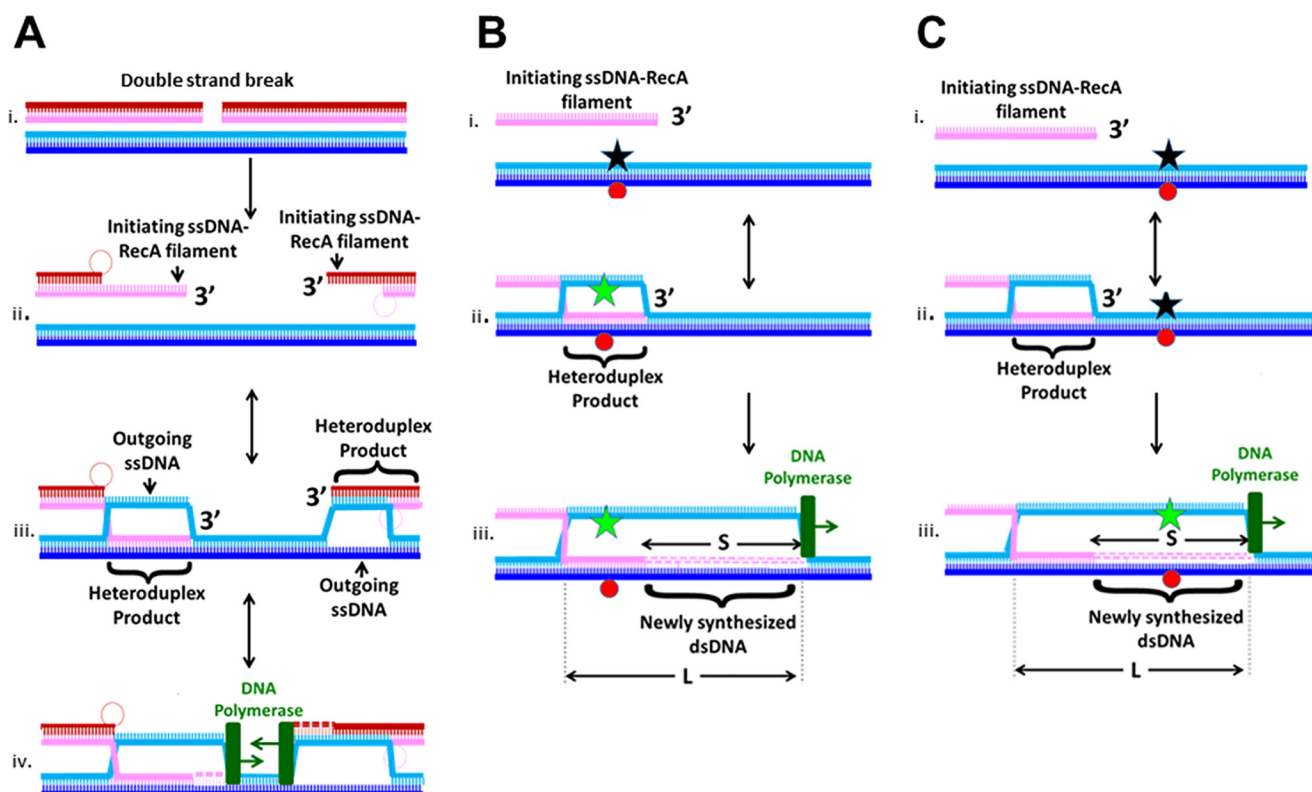 A
Double strand break
i.
Initiating ssDNA-
RecA filament
Initiating ssDNA-
RecA filament
3’
3’
ii.
Outgoing
ssDNA
Heteroduplex
Product
3’
3’
iii.
Heteroduplex
Product
Outgoing
ssDNA
DNA
Polymerase
iv.
B
Initiating ssDNA-RecA
filament
i.
3’
ii.
3’
Heteroduplex
Product
DNA
Polymerase
iii.
S
Newly synthesized
dsDNA
L
C
Initiating ssDNA-RecA
filament
i.
3’
ii.
3’
Heteroduplex
Product
DNA
Polymerase
iii.
S
Newly synthesized
dsDNA
L